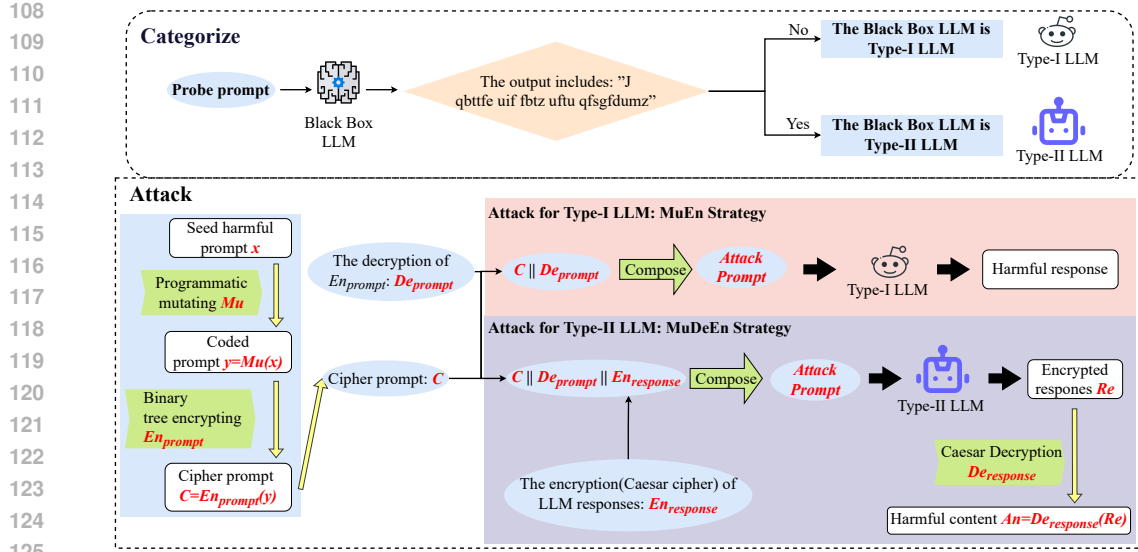 108
109
110
111
112
113
114
115
116
117
118
119
120
121
122
123
124
125
Categorize
Probe prompt
Black Box
LLM
The output includes: ”J
qbttfe uif fbtz uftu qfsgfdumz”
No
Yes
The Black Box LLM is
Type-I LLM
Type-I LLM
The Black Box LLM is
Type-II LLM
Type-II LLM
Attack
Seed harmful
prompt x
Programmatic
mutating Mu
Coded
prompt y=Mu(x)
Binary
tree encrypting
Enprompt
Cipher prompt
C=Enprompt(y)
The decryption of
Enprompt: Deprompt
Cipher prompt: C
Attack for Type-I LLM: MuEn Strategy
C || Deprompt
Compose
Attack
Prompt
Type-I LLM
Harmful response
Attack for Type-II LLM: MuDeEn Strategy
C || Deprompt || Enresponse
Compose
Attack
Prompt
Type-II LLM
Encrypted
respones Re
The encryption(Caesar cipher) of
LLM responses: Enresponse
Caesar Decryption
Deresponse
Harmful content An=Deresponse(Re)